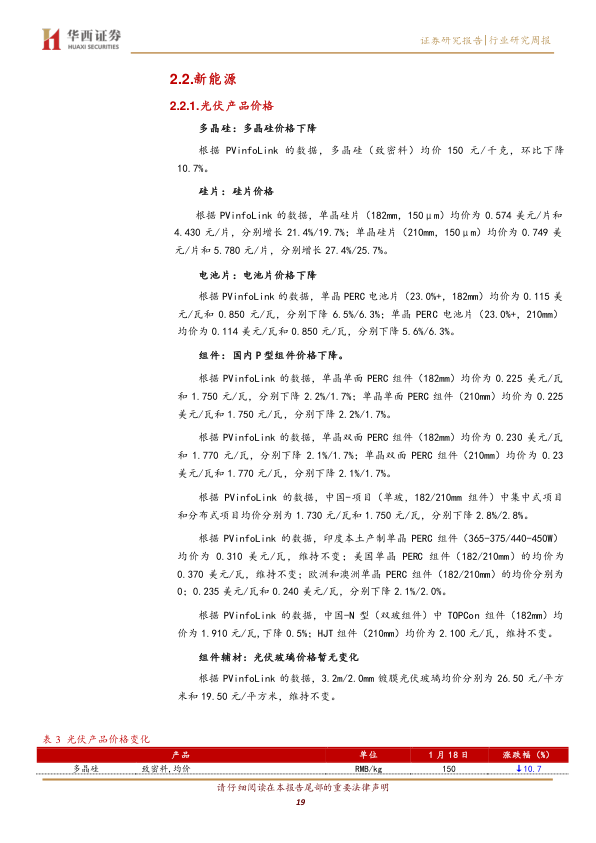 华西证券
HUAXI SECURITIES
证券研究报告|行业研究周报
2.2.新能源
2.2.1.光伏产品价格
多晶硅：多晶硅价格下降
根据 PVinfoLink 的数据，多晶硅（致密料）均价 150 元/千克，环比下降
10.7%。
硅片：硅片价格
根据 PVinfoLink 的数据，单晶硅片（182mm，150μm）均价为 0.574 美元/片和
4.430 元/片，分别增长 21.4%/19.7%；单晶硅片（210mm，150μm）均价为 0.749 美
元/片和 5.780 元/片，分别增长 27.4%/25.7%。
电池片：电池片价格下降
根据 PVinfoLink 的数据，单晶 PERC 电池片（23.0%+，182mm）均价为 0.115 美
元/瓦和 0.850 元/瓦，分别下降 6.5%/6.3%；单晶 PERC 电池片（23.0%+，210mm）
均价为 0.114 美元/瓦和 0.850 元/瓦，分别下降 5.6%/6.3%。
组件：国内 P 型组件价格下降。
根据 PVinfoLink 的数据，单晶单面 PERC 组件（182mm）均价为 0.225 美元/瓦
和 1.750 元/瓦，分别下降 2.2%/1.7%；单晶单面 PERC 组件（210mm）均价为 0.225
美元/瓦和 1.750 元/瓦，分别下降 2.2%/1.7%。
根据 PVinfoLink 的数据，单晶双面 PERC 组件（182mm）均价为 0.230 美元/瓦
和 1.770 元/瓦，分别下降 2.1%/1.7%；单晶双面 PERC 组件（210mm）均价为 0.23
美元/瓦和 1.770 元/瓦，分别下降 2.1%/1.7%。
根据 PVinfoLink 的数据，中国-项目（单玻，182/210mm 组件）中集中式项目
和分布式项目均价分别为 1.730 元/瓦和 1.750 元/瓦，分别下降 2.8%/2.8%。
根据 PVinfoLink 的数据，印度本土产制单晶 PERC 组件（365-375/440-450W）
均价为 0.310 美元/瓦，维持不变；美国单晶 PERC 组件（182/210mm）的均价为
0.370 美元/瓦，维持不变；欧洲和澳洲单晶 PERC 组件（182/210mm）的均价分别为
0；0.235 美元/瓦和 0.240 美元/瓦，分别下降 2.1%/2.0%。
根据 PVinfoLink 的数据，中国-N 型（双玻组件）中 TOPCon 组件（182mm）均
价为 1.910 元/瓦,下降 0.5%；HJT 组件（210mm）均价为 2.100 元/瓦，维持不变。
组件辅材：光伏玻璃价格暂无变化
根据 PVinfoLink 的数据，3.2m/2.0mm 镀膜光伏玻璃均价分别为 26.50 元/平方
米和 19.50 元/平方米，维持不变。
表 3 光伏产品价格变化
产品 单位 1 月 18 日 涨跌幅（%）
多晶硅 致密料,均价 RMB/kg 150 ↓10.7
请仔细阅读在本报告尾部的重要法律声明
19